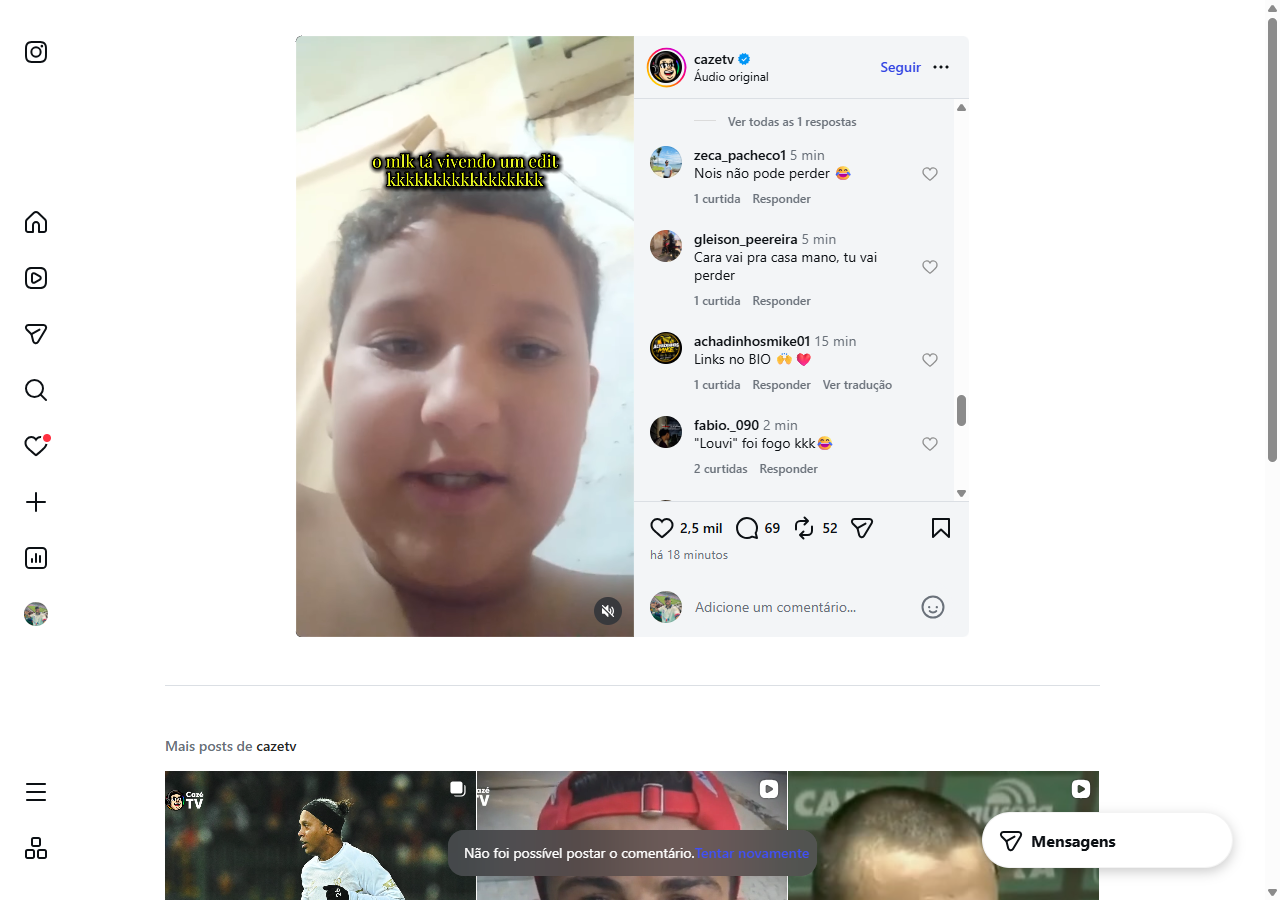 o mlk tá vivendo um edit
kkkkkkkkkkkkkkkkk
cazetv
Áudio original
Seguir
Ver todas as 1 respostas
zeca_pacheco1 5 min
Nois não pode perder 😂
1 curtida Responder
gleison_peereira 5 min
Cara vai pra casa mano, tu vai
perder
1 curtida Responder
achadinhosmike01 15 min
Links no BIO 🙌 ❤️
1 curtida Responder Ver tradução
fabio._090 2 min
"Louvi" foi fogo kkk😂
2 curtidas Responder
2,5 mil 69 52
há 18 minutos
Adicione um comentário...
Mais posts de cazetv
Cazé
TV
Não foi possível postar o comentário. Tentar novamente
Mensagens